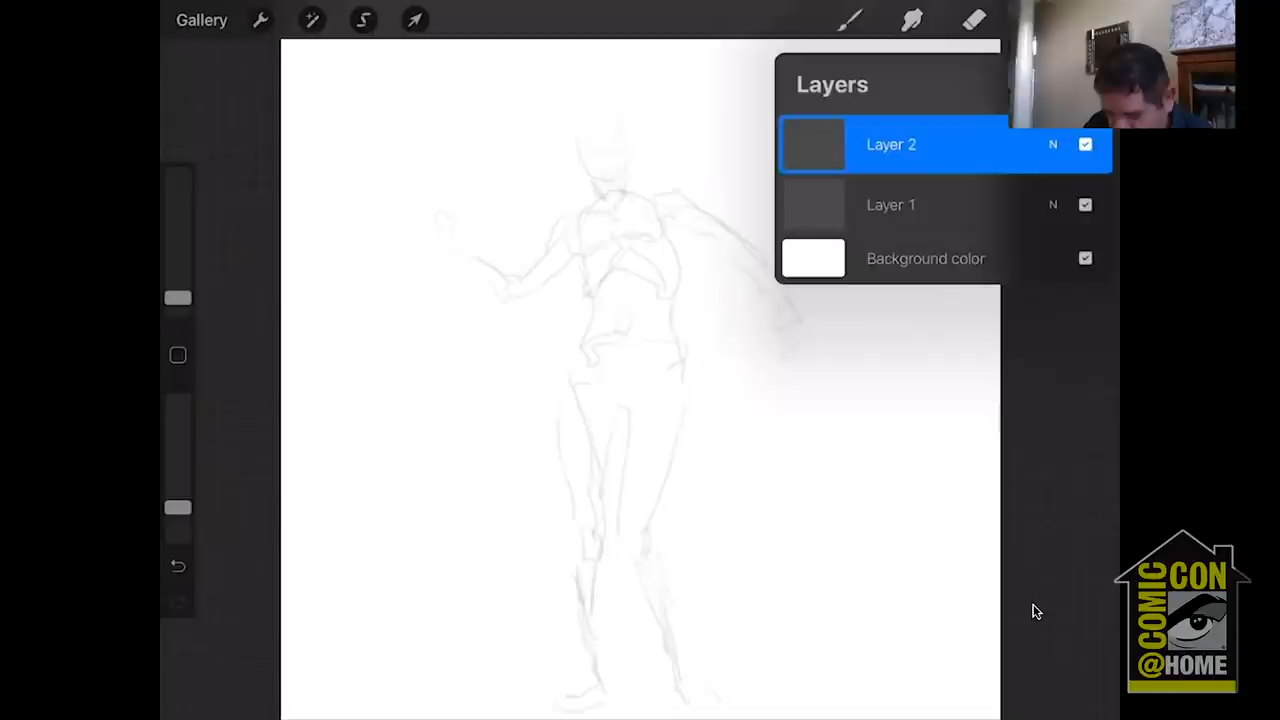 Gallery
Layers
Layer 2 N
Layer 1 N
Background color
COMIC
CON
@HOME